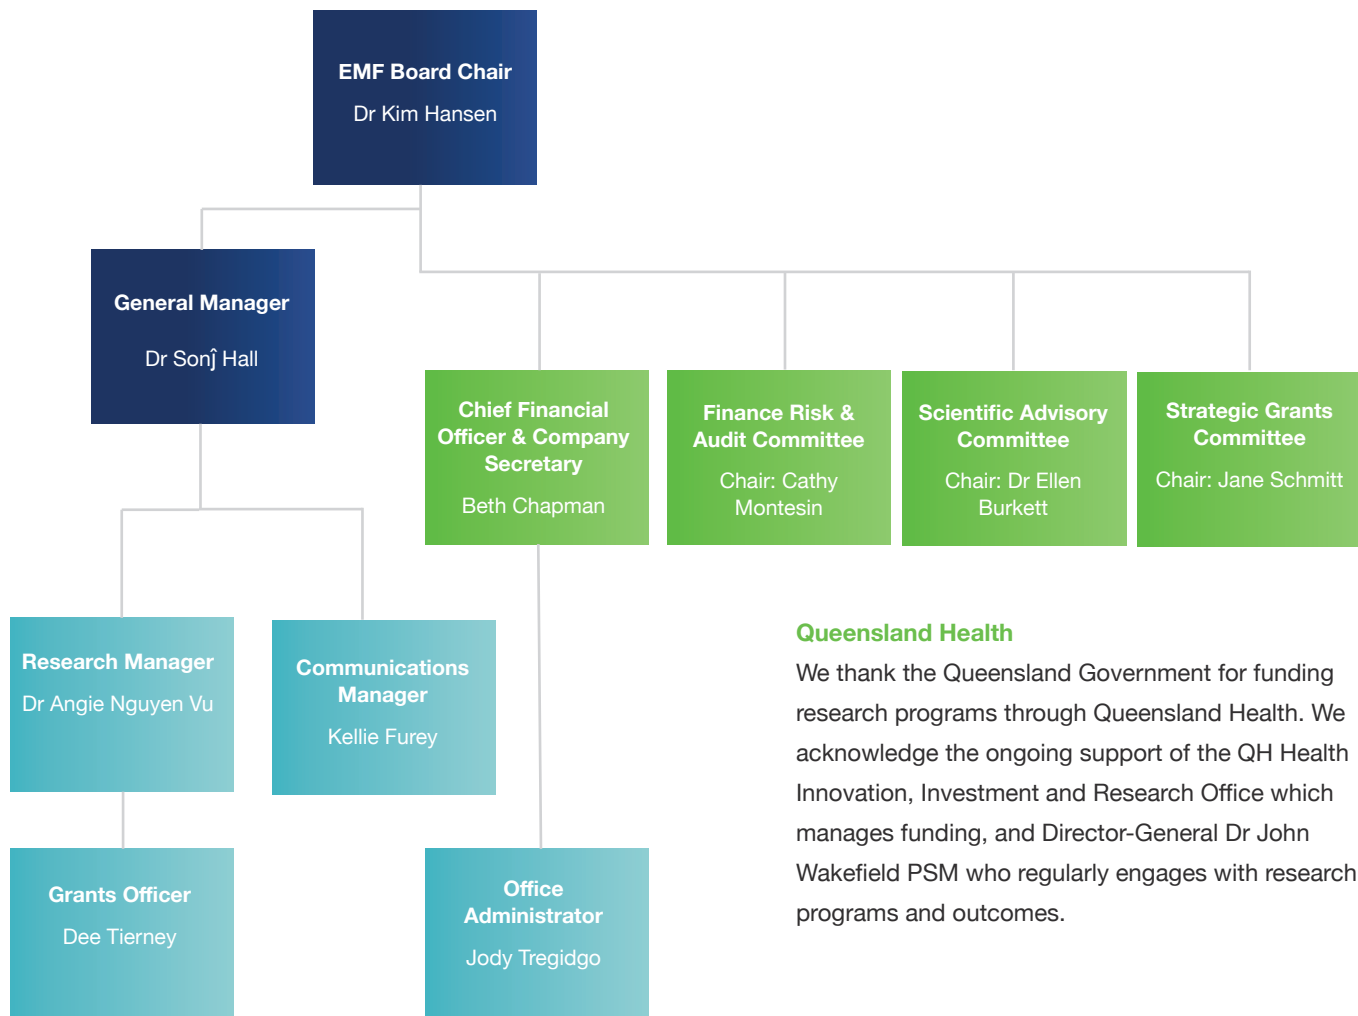 EMF Board Chair
Dr Kim Hansen
General Manager
Dr Sonĵ Hall
Chief Financial
Officer & Company
Secretary
Beth Chapman
Finance Risk &
Audit Committee
Chair: Cathy
Montesin
Scientific Advisory
Committee
Chair: Dr Ellen
Burkett
Strategic Grants
Committee
Chair: Jane Schmitt
Research Manager
Dr Angie Nguyen Vu
Communications
Manager
Kellie Furey
Grants Officer
Dee Tierney
Office
Administrator
Jody Tregidgo
Queensland Health
We thank the Queensland Government for funding
research programs through Queensland Health. We
acknowledge the ongoing support of the QH Health
Innovation, Investment and Research Office which
manages funding, and Director-General Dr John
Wakefield PSM who regularly engages with research
programs and outcomes.